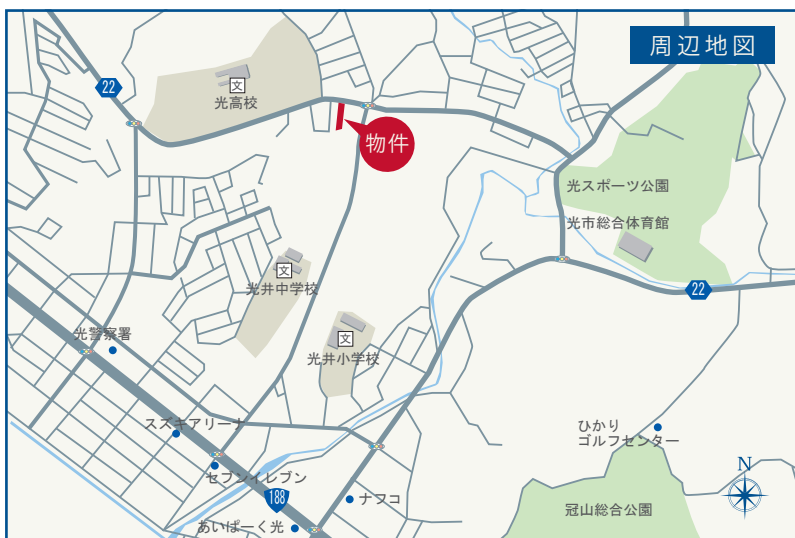 周辺地図
22
文
光高校
物件
光スポーツ公園
光市総合体育館
文
光井中学校
22
文
光井小学校
光警察署
スズキアリーナ
ひかり
ゴルフセンター
セブンイレブン
188
ナフコ
あいぱーく光
冠山総合公園
N